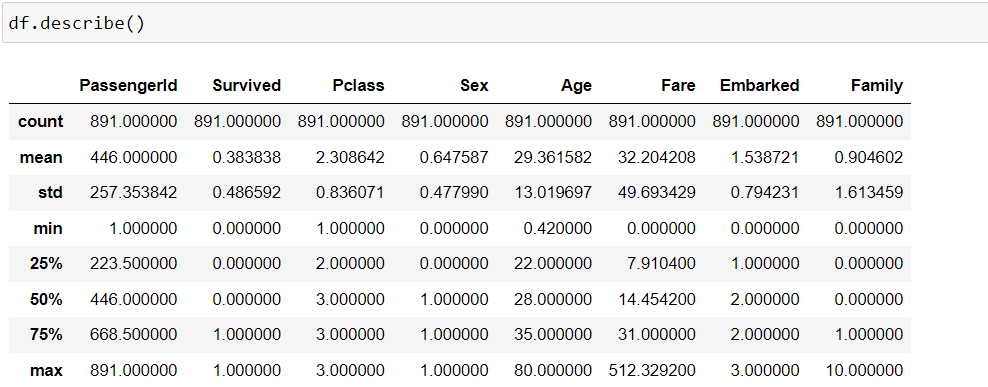 df.describe()
PassengerId Survived Pclass Sex Age Fare Embarked Family
count 891.000000 891.000000 891.000000 891.000000 891.000000 891.000000 891.000000 891.000000
mean 446.000000 0.383838 2.308642 0.647587 29.361582 32.204208 1.538721 0.904602
std 257.353842 0.486592 0.836071 0.477990 13.019697 49.693429 0.794231 1.613459
min 1.000000 0.000000 1.000000 0.000000 0.420000 0.000000 0.000000 0.000000
25% 223.500000 0.000000 2.000000 0.000000 22.000000 7.910400 1.000000 0.000000
50% 446.000000 0.000000 3.000000 1.000000 28.000000 14.454200 2.000000 0.000000
75% 668.500000 1.000000 3.000000 1.000000 35.000000 31.000000 2.000000 1.000000
max 891.000000 1.000000 3.000000 1.000000 80.000000 512.329200 3.000000 10.000000